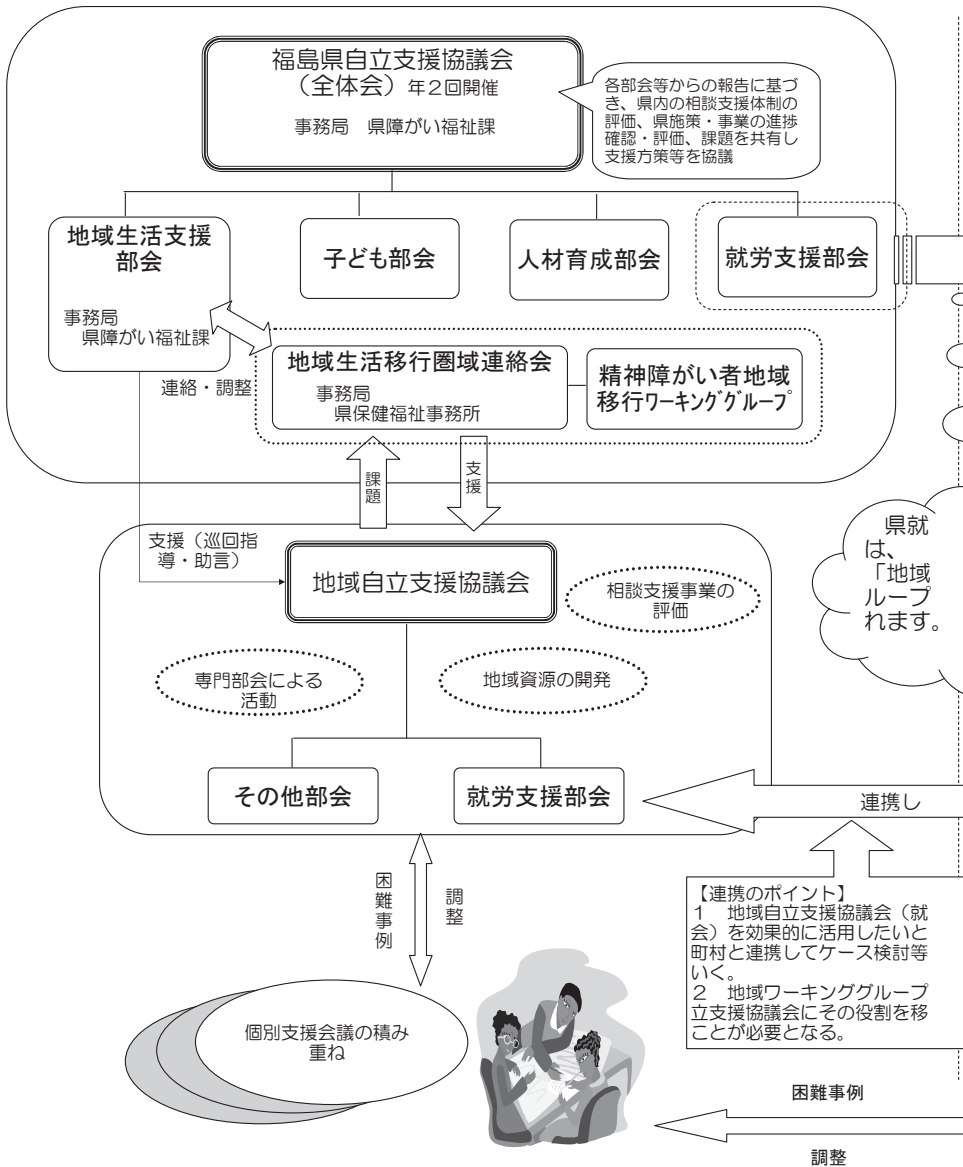 福島県自立支援協議会
（全体会）年２回開催
事務局　県障がい福祉課
各部会等からの報告に基づ
き、県内の相談支援体制の
評価、県施策・事業の進捗
確認・評価、課題を共有し
支援方策等を協議
地域生活支援
部会
事務局
県障がい福祉課
子ども部会
人材育成部会
就労支援部会
連絡・調整
地域生活移行圏域連絡会
事務局
県保健福祉事務所
精神障がい者地域
移行ﾜｰｷﾝｸﾞｸﾞﾙｰﾌﾟ
課題
支援
支援（巡回指
導・助言）
地域自立支援協議会
相談支援事業の
評価
専門部会による
活動
地域資源の開発
県就
は、
「地域
ループ
れます。
その他部会
就労支援部会
連携し
困難事例
調整
【連携のポイント】
１　地域自立支援協議会（就
会）を効果的に活用したいと
町村と連携してケース検討等
いく。
２　地域ワーキンググループ
立支援協議会にその役割を移
ことが必要となる。
個別支援会議の積み
重ね
困難事例
調整